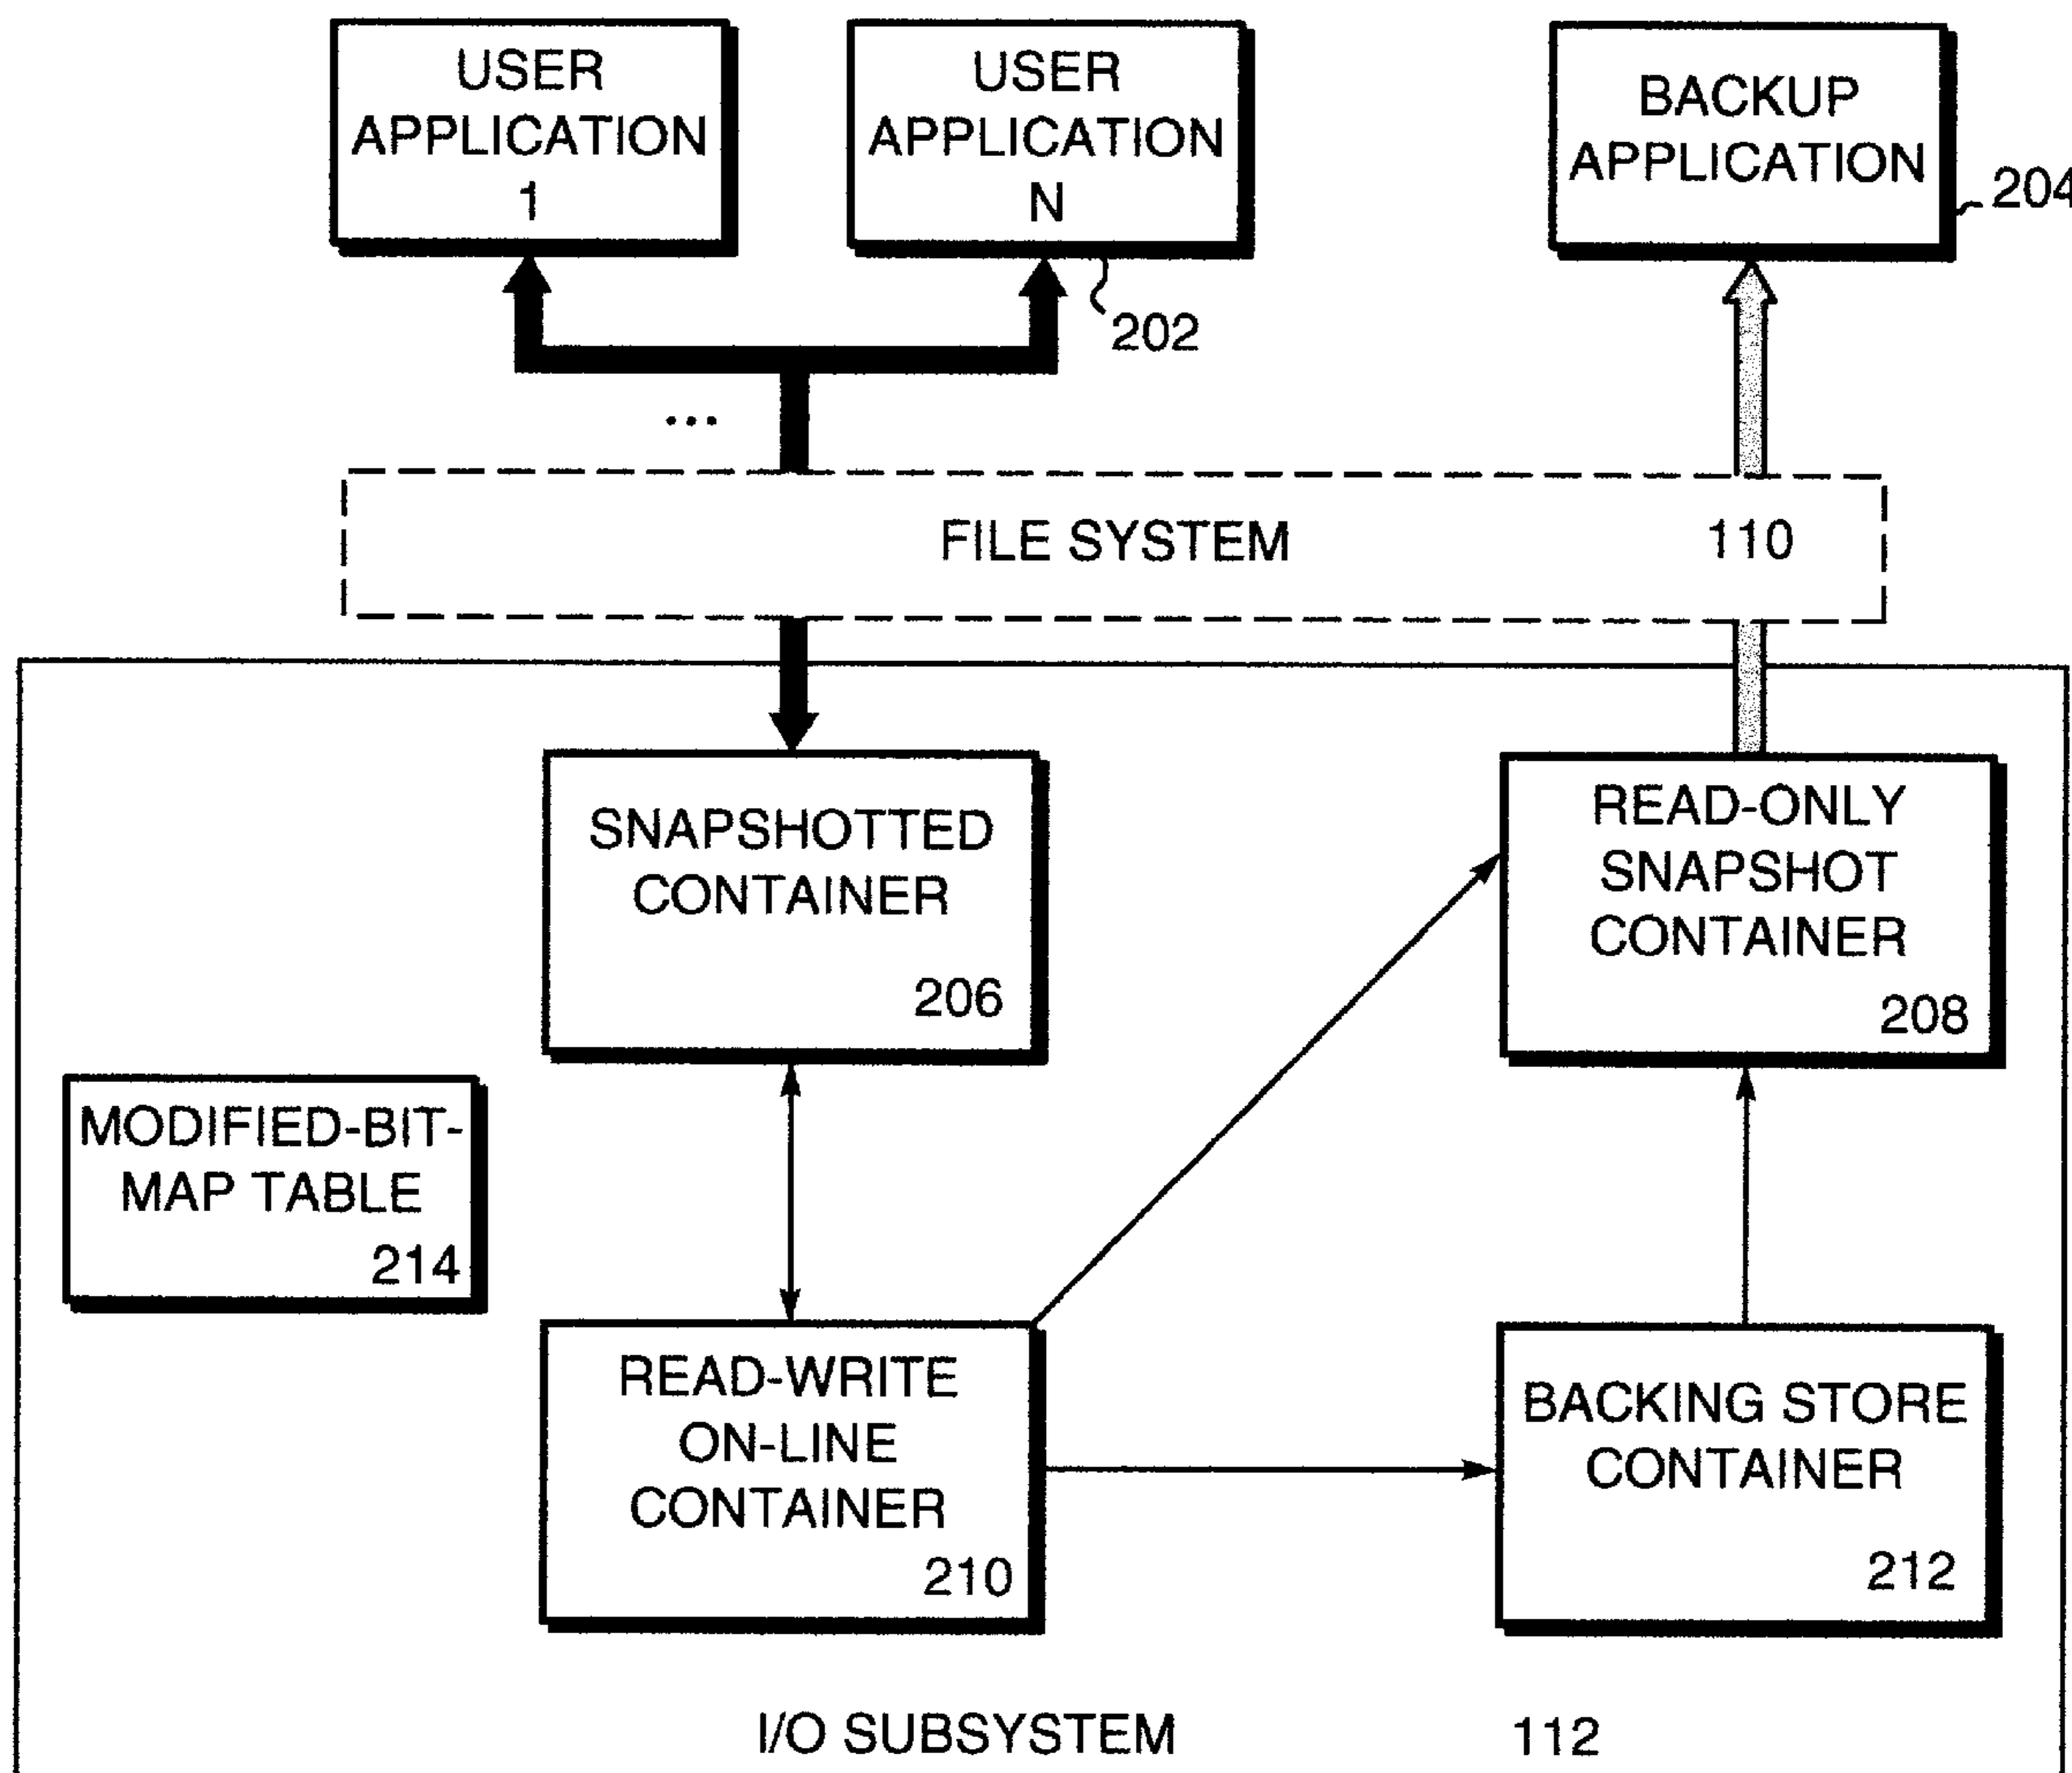 USER
APPLICATION
1
USER
APPLICATION
N
BACKUP
APPLICATION
204
202
...
FILE SYSTEM 110
SNAPSHOTTED
CONTAINER
206
READ-ONLY
SNAPSHOT
CONTAINER
208
MODIFIED-BIT-
MAP TABLE
214
READ-WRITE
ON-LINE
CONTAINER
210
BACKING STORE
CONTAINER
212
I/O SUBSYSTEM 112